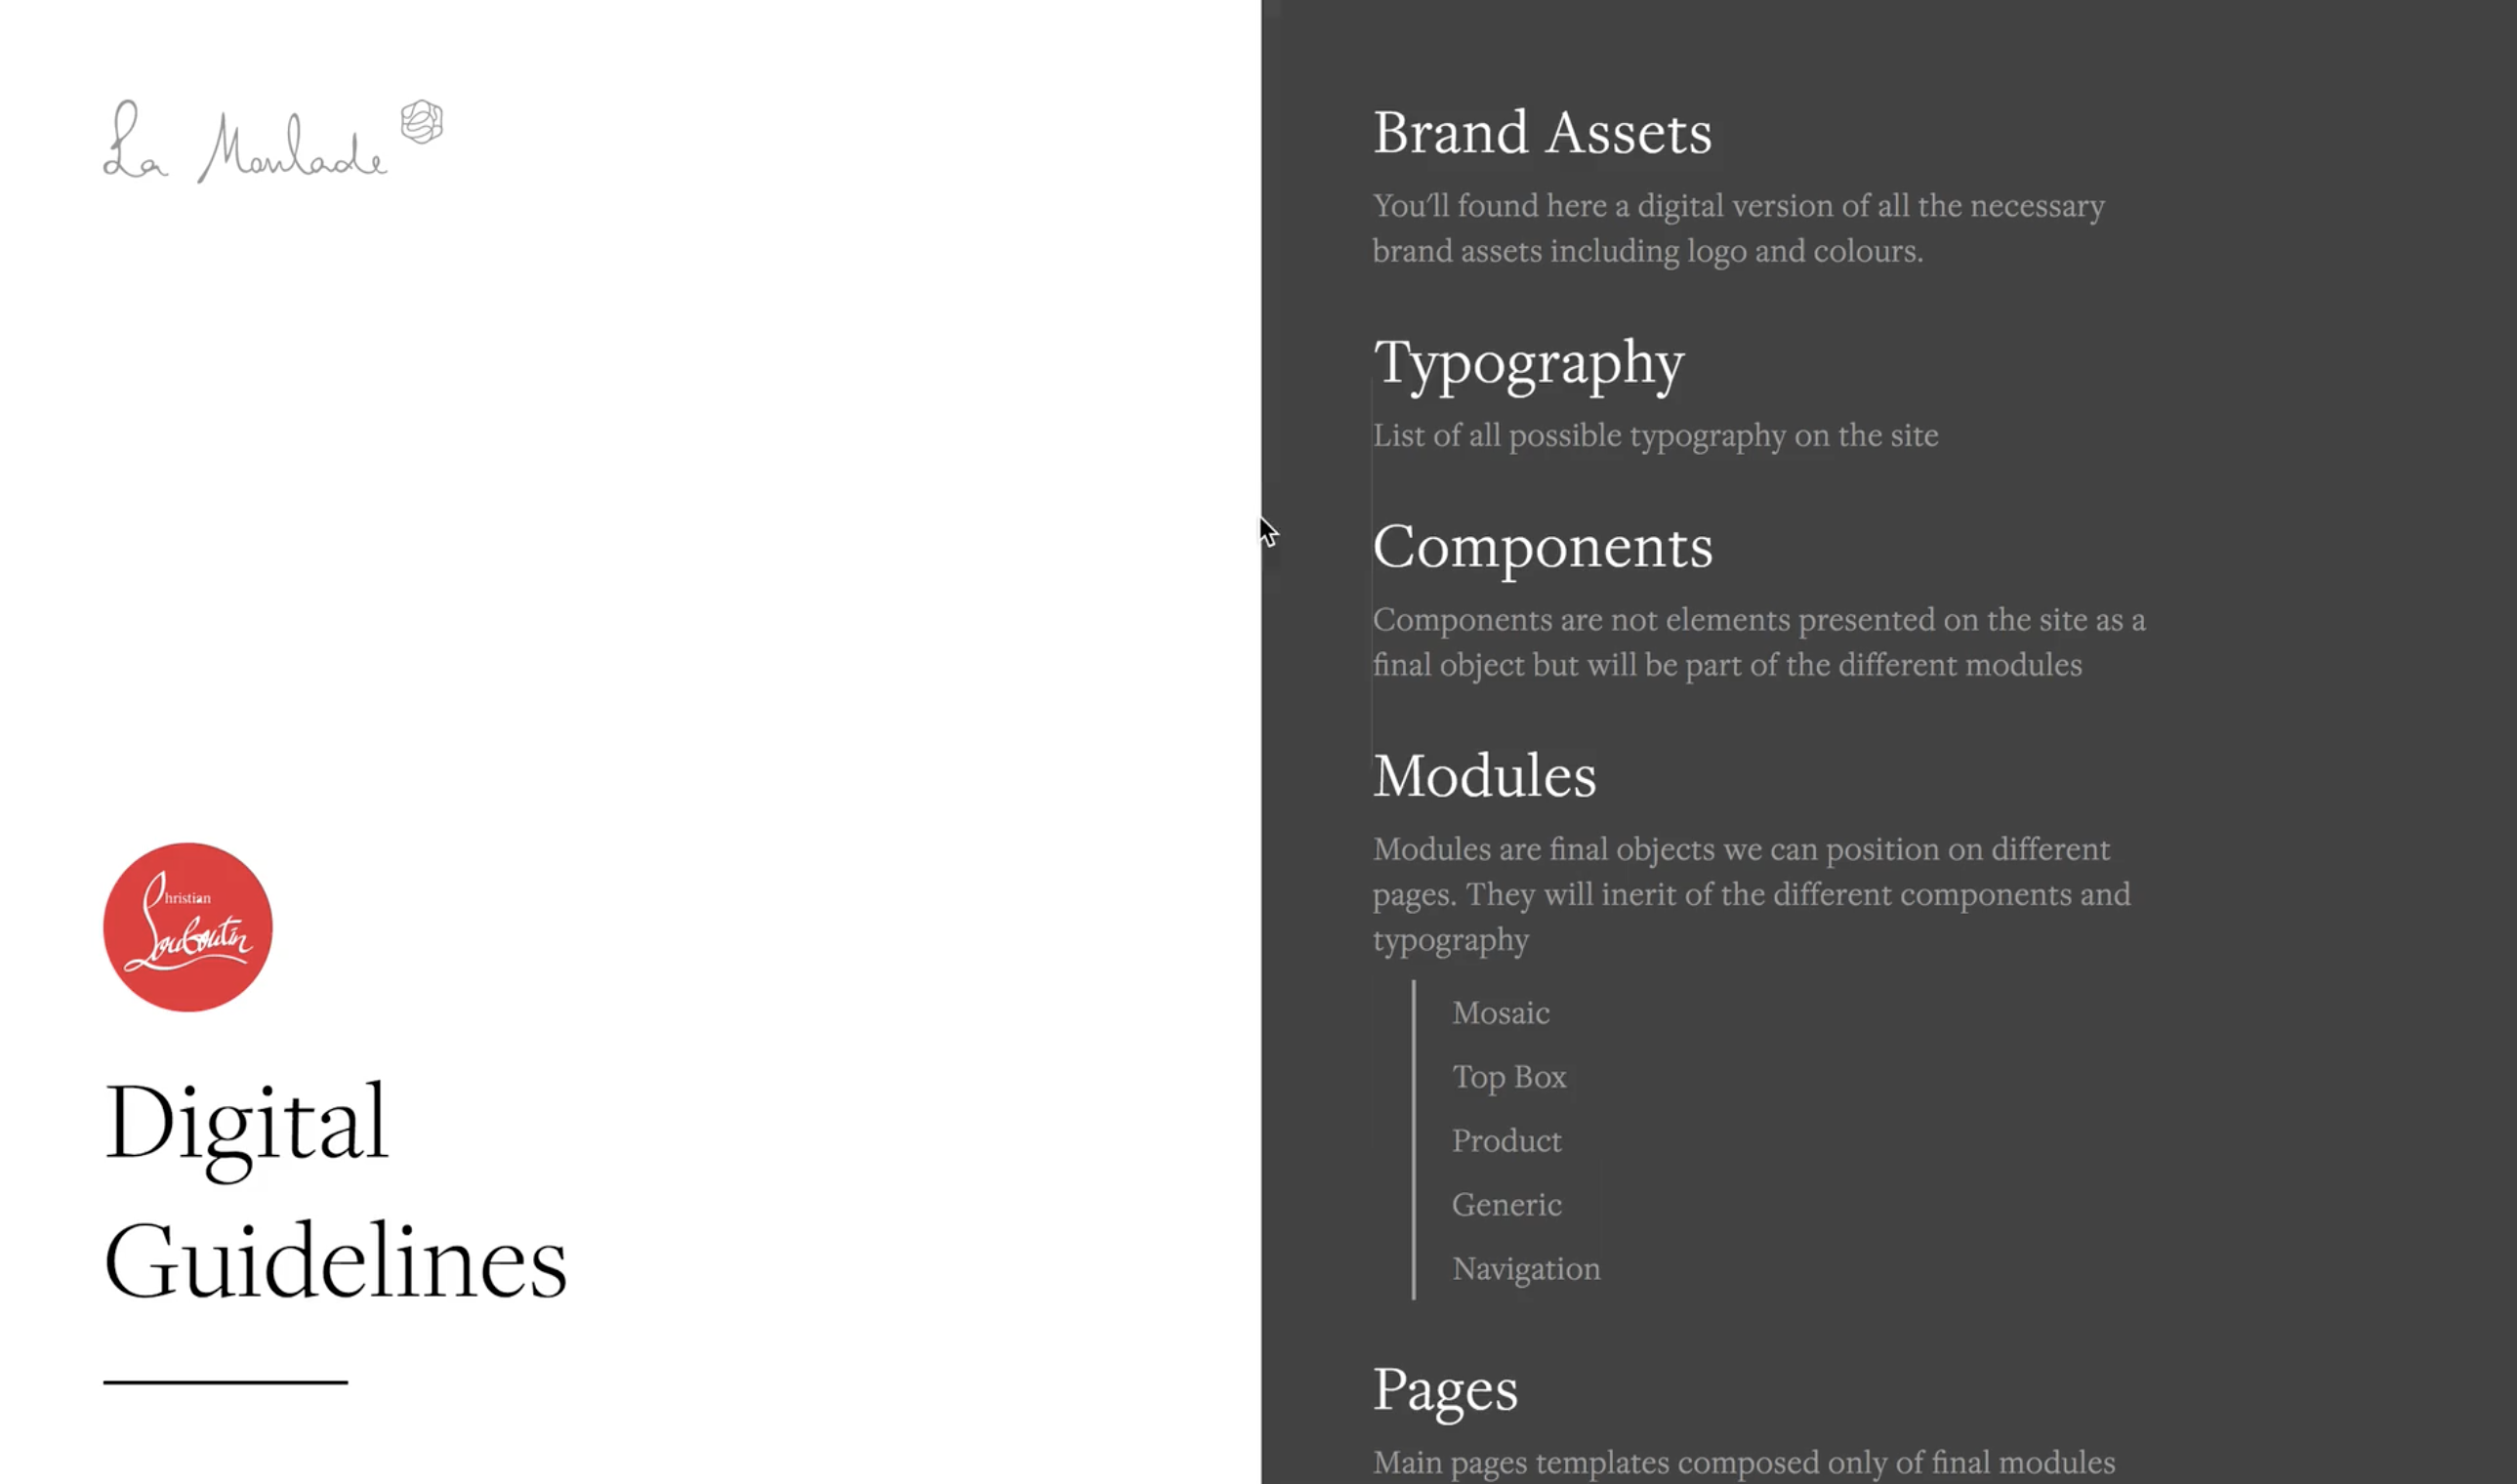 La Moulade
Christian
Louboutin
Digital
Guidelines
Brand Assets
You'll found here a digital version of all the necessary
brand assets including logo and colours.
Typography
List of all possible typography on the site
Components
Components are not elements presented on the site as a
final object but will be part of the different modules
Modules
Modules are final objects we can position on different
pages. They will inerit of the different components and
typography
Mosaic
Top Box
Product
Generic
Navigation
Pages
Main pages templates composed only of final modules